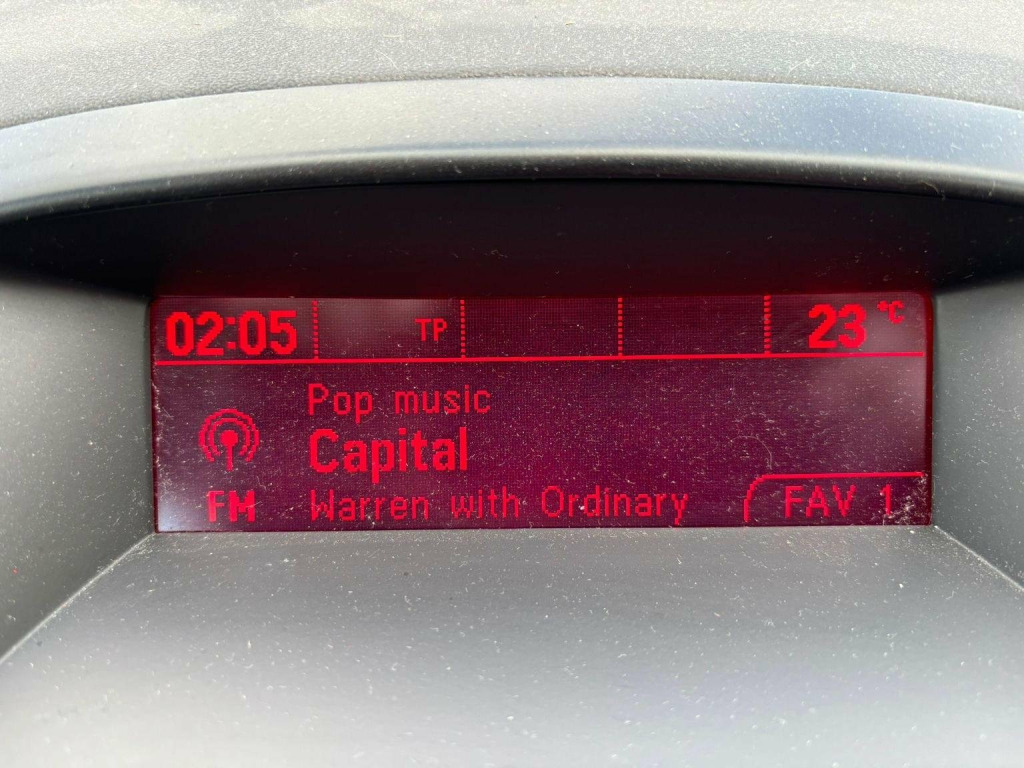 02:05 TP 23 °C
Pop music
Capital
FM Warren with Ordinary FAV 1